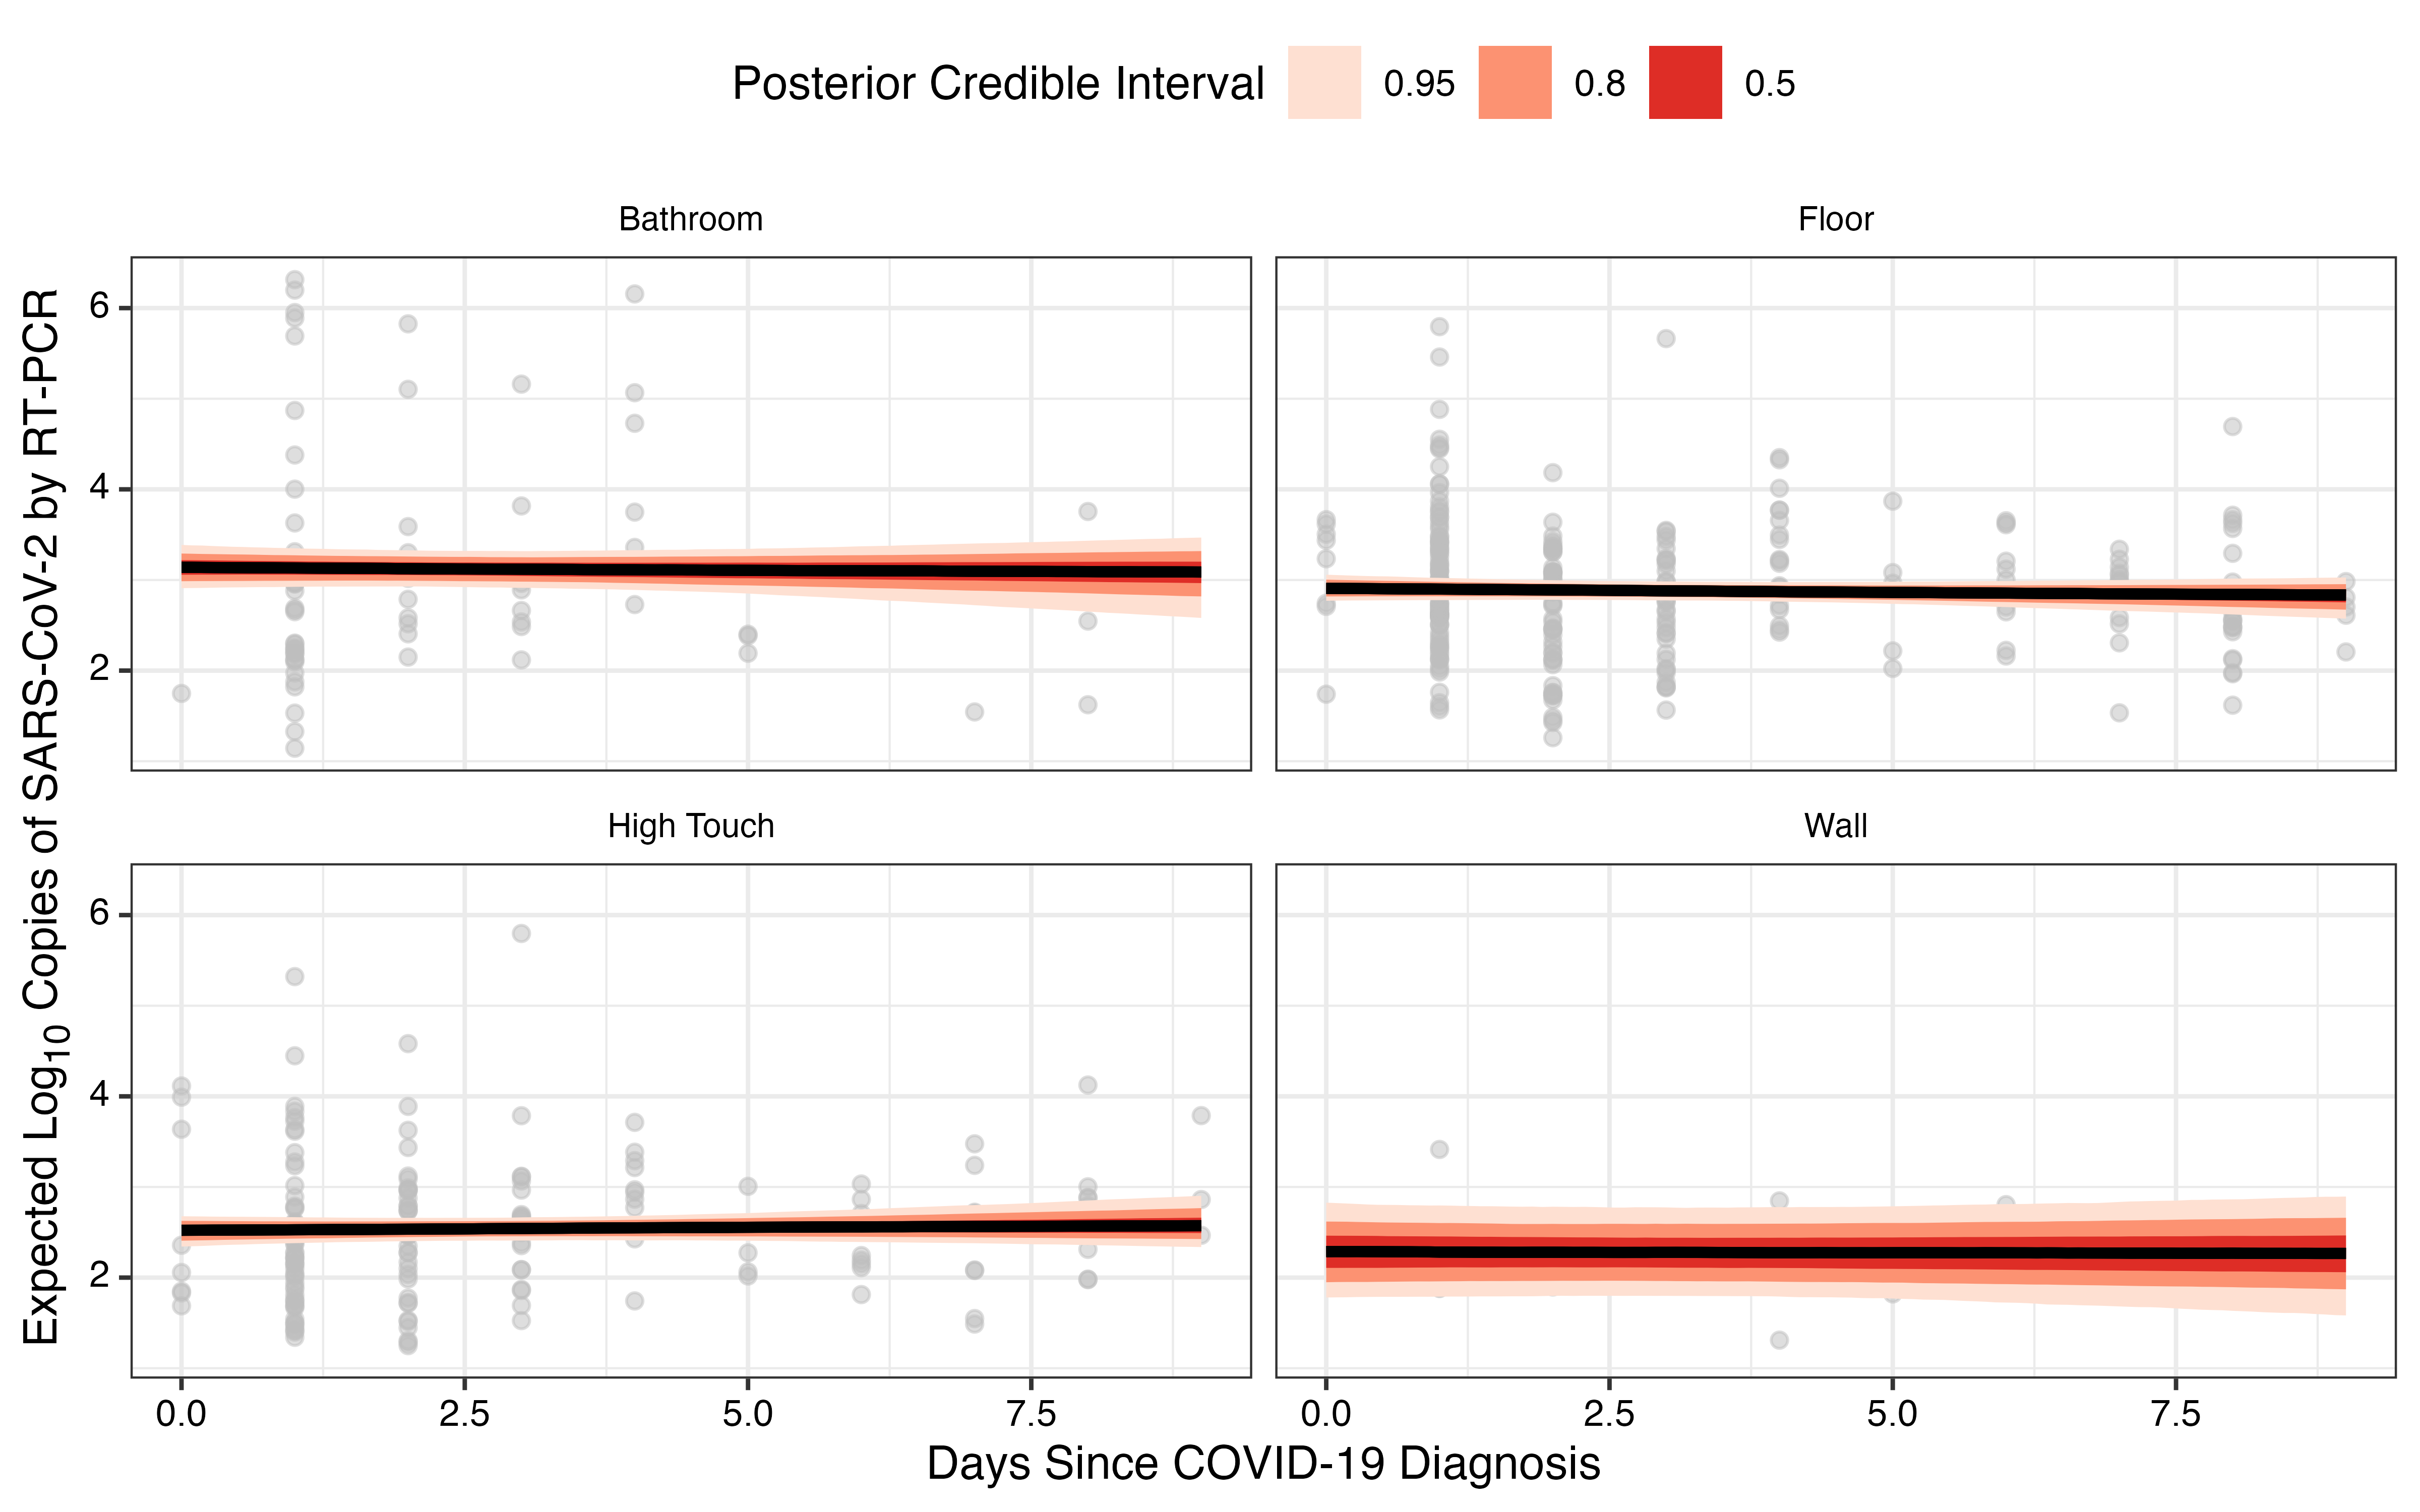 Posterior Credible Interval 0.95 0.8 0.5
Bathroom
Floor
6
4
2
High Touch
Wall
6
4
2
0.0 2.5 5.0 7.5
0.0 2.5 5.0 7.5
Days Since COVID-19 Diagnosis
Expected Log10 Copies of SARS-CoV-2 by RT-PCR